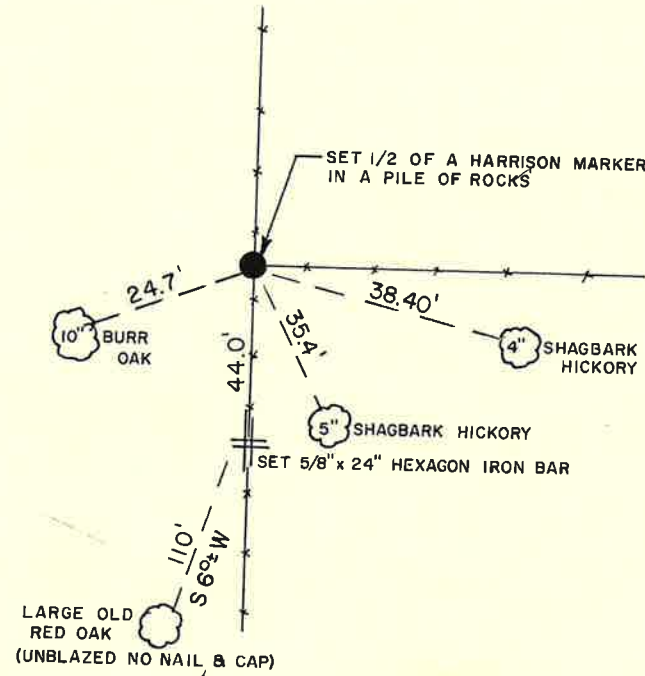 SET 1/2 OF A HARRISON MARKER
IN A PILE OF ROCKS
24.7'
38.40'
35.4'
44.0'
10"
BURR
OAK
4"
SHAGBARK
HICKORY
5"
SHAGBARK HICKORY
SET 5/8" x 24" HEXAGON IRON BAR
110'
S 6°± W
LARGE OLD
RED OAK
(UNBLAZED NO NAIL & CAP)